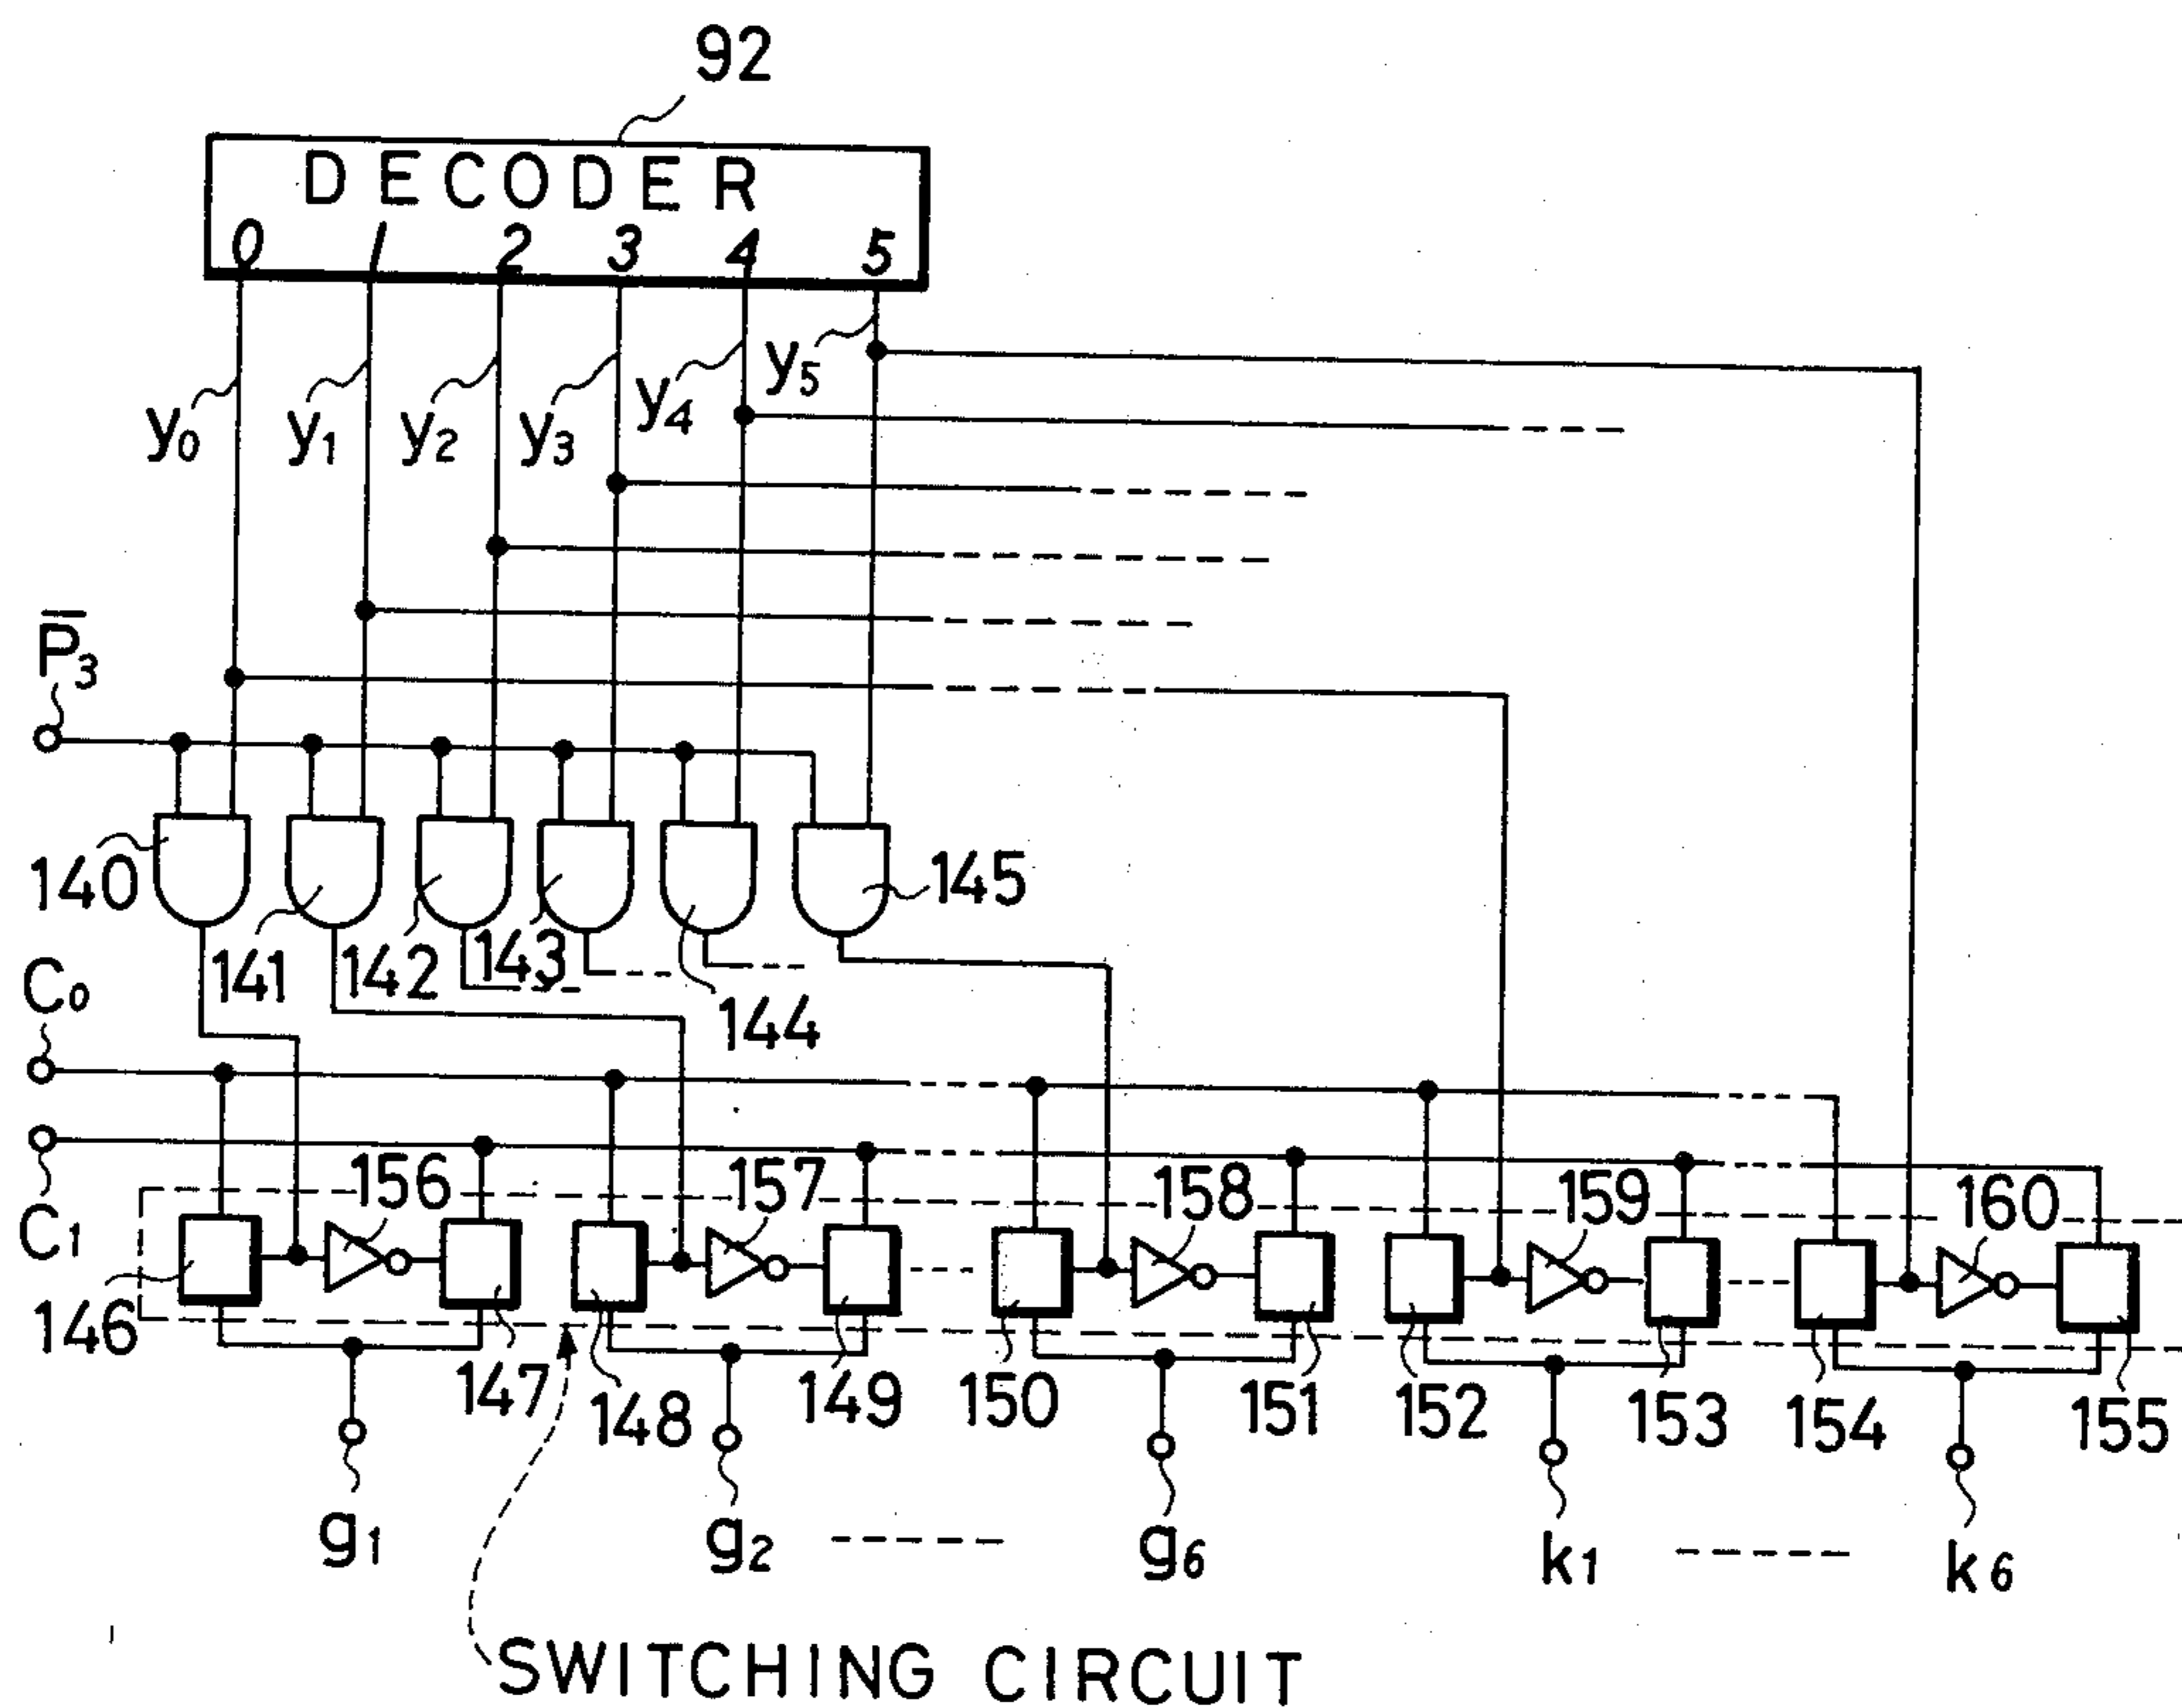 92
DECODER
0 1 2 3 4 5
y0 y1 y2 y3 y4 y5
P̅3
140 141 142 143 144 145
C0
C1
156 157 158 159 160
146 147 148 149 150 151 152 153 154 155
g1 g2 g6 k1 k6
SWITCHING CIRCUIT